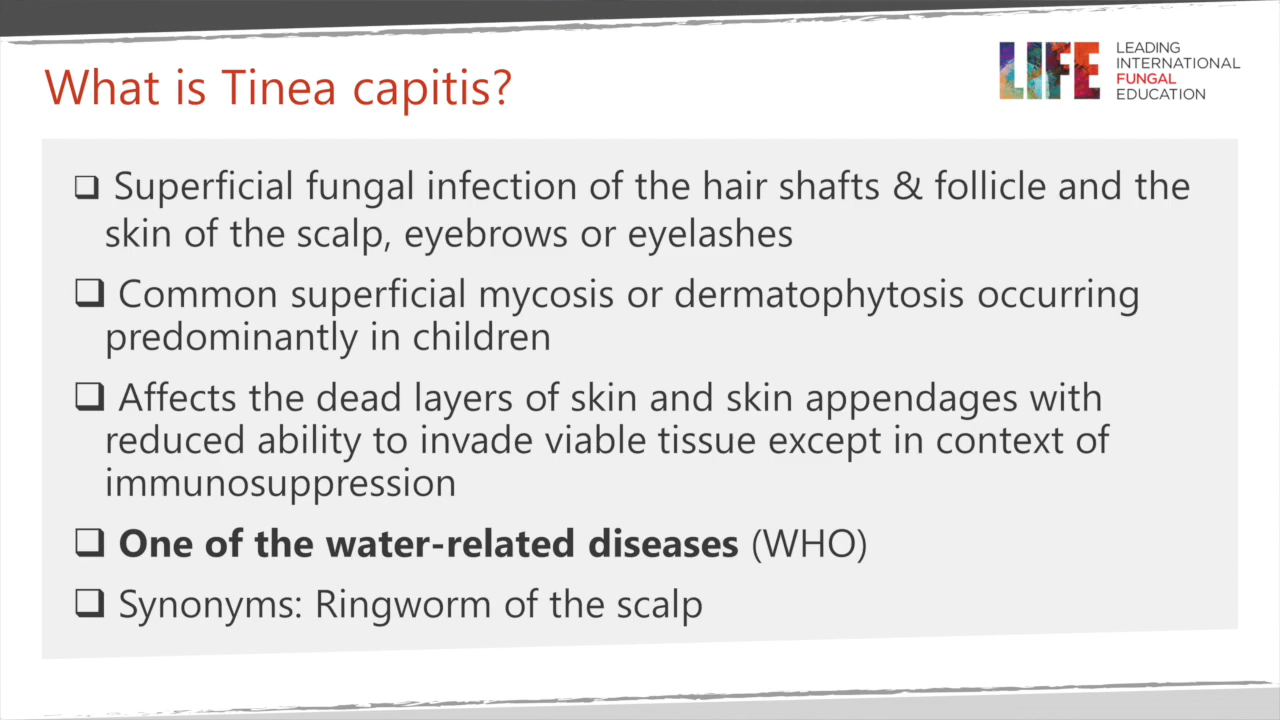 What is Tinea capitis?
LIFE
LEADING
INTERNATIONAL
FUNGAL
EDUCATION
❑ Superficial fungal infection of the hair shafts & follicle and the
skin of the scalp, eyebrows or eyelashes
❑ Common superficial mycosis or dermatophytosis occurring
predominantly in children
❑ Affects the dead layers of skin and skin appendages with
reduced ability to invade viable tissue except in context of
immunosuppression
❑ One of the water-related diseases (WHO)
❑ Synonyms: Ringworm of the scalp